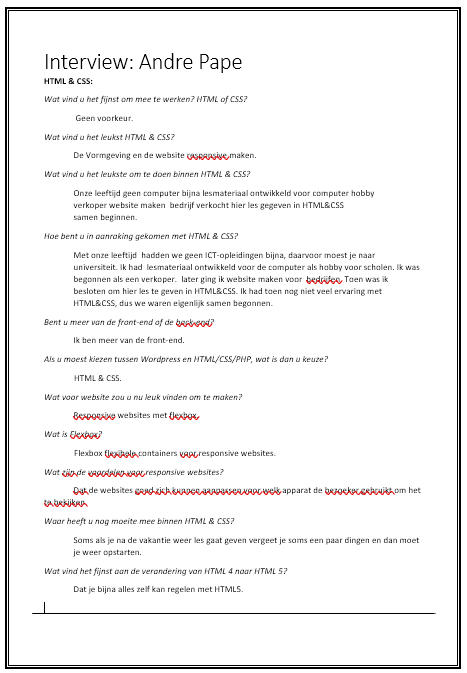 Interview: Andre Pape
HTML & CSS:
Wat vind u het fijnst om mee te werken? HTML of CSS?
Geen voorkeur.
Wat vind u het leukst HTML & CSS?
De Vormgeving en de website responsive maken.
Wat vind u het leukste om te doen binnen HTML & CSS?
Onze leeftijd geen computer bijna lesmateriaal ontwikkeld voor computer hobby
verkoper website maken bedrijf verkocht hier les gegeven in HTML&CSS
samen beginnen.
Hoe bent u in aanraking gekomen met HTML & CSS?
Met onze leeftijd hadden we geen ICT-opleidingen bijna, daarvoor moest je naar
universiteit. Ik had lesmateriaal ontwikkeld voor de computer als hobby voor scholen. Ik was
begonnen als een verkoper. later ging ik website maken voor bedrijfen. Toen was ik
besloten om hier les te geven in HTML&CSS. Ik had toen nog niet veel ervaring met
HTML&CSS, dus we waren eigenlijk samen begonnen.
Bent u meer van de front-end of de back-end?
Ik ben meer van de front-end.
Als u moest kiezen tussen Wordpress en HTML/CSS/PHP, wat is dan u keuze?
HTML & CSS.
Wat voor website zou u nu leuk vinden om te maken?
Responsive websites met flexbox.
Wat is Flexbox?
Flexbox flexibele containers voor responsive websites.
Wat zijn de voordelen voor responsive websites?
Dat de websites goed zich kunnen aanpassen voor welk apparaat de bezoeker gebruikt om het
te bekijken.
Waar heeft u nog moeite mee binnen HTML & CSS?
Soms als je na de vakantie weer les gaat geven vergeet je soms een paar dingen en dan moet
je weer opstarten.
Wat vind het fijnst aan de verandering van HTML 4 naar HTML 5?
Dat je bijna alles zelf kan regelen met HTML5.